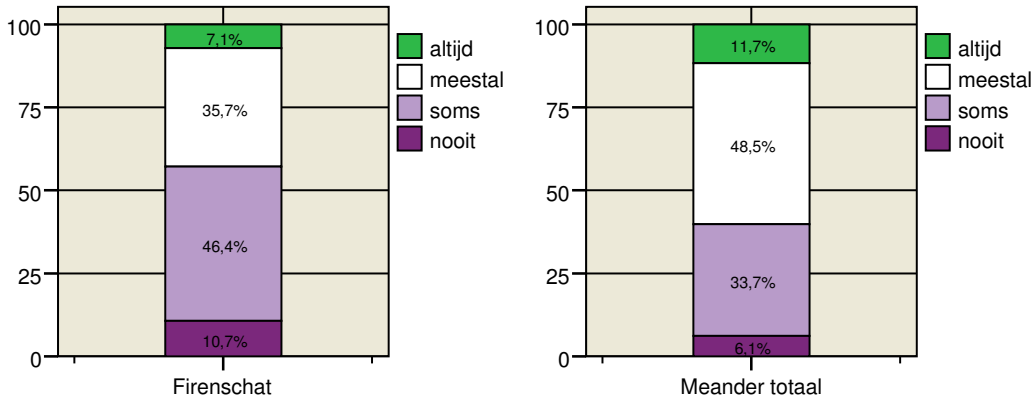 100
75
50
25
0
7,1%
35,7%
46,4%
10,7%
Firenschat
altijd
meestal
soms
nooit
100
75
50
25
0
11,7%
48,5%
33,7%
6,1%
Meander totaal
altijd
meestal
soms
nooit